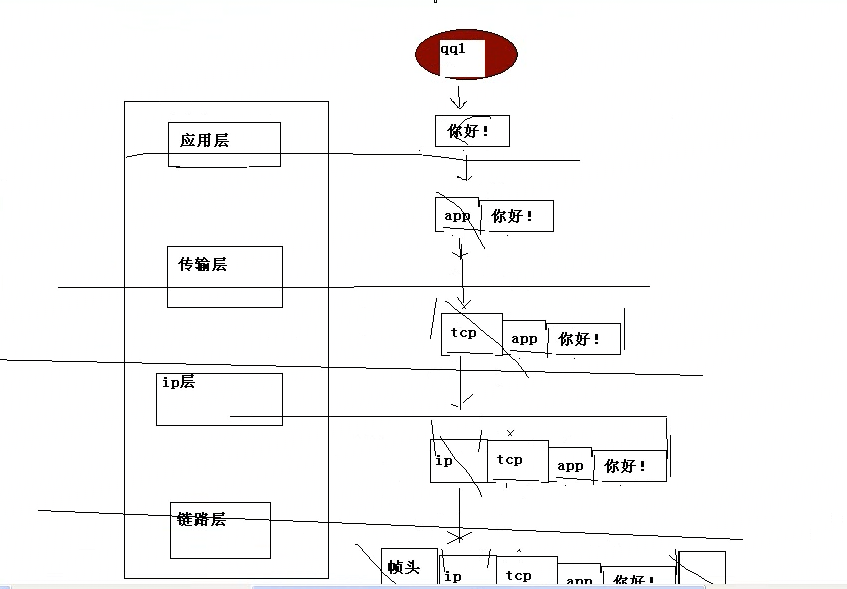 qq1
你好！
应用层
app 你好！
传输层
tcp app 你好！
ip层
ip tcp app 你好！
链路层
帧头 ip tcp app 你好！